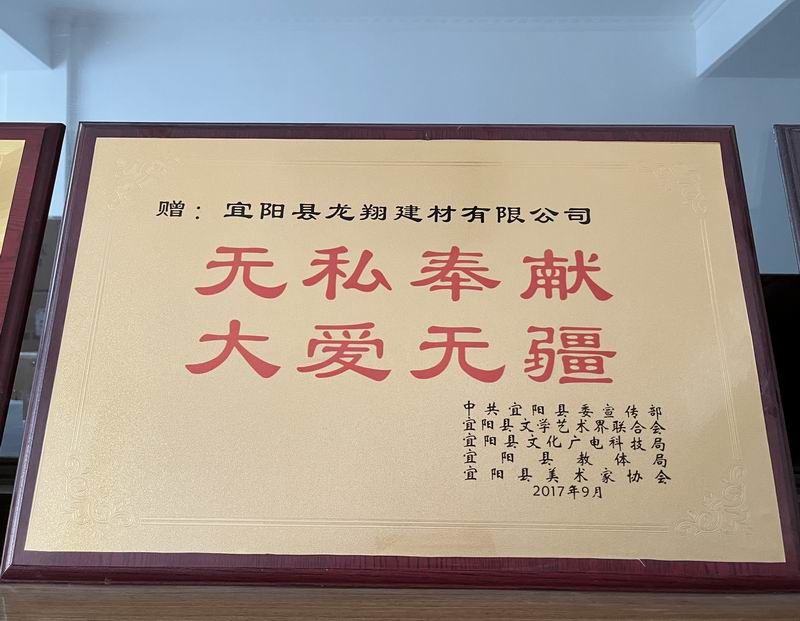 赠：宜阳县龙翔建材有限公司
无私奉献
大爱无疆
中共宜阳县委宣传部
宜阳县文学艺术界联合会
宜阳县文化广电科技局
宜阳县教体局
宜阳县美术家协会
2017年9月